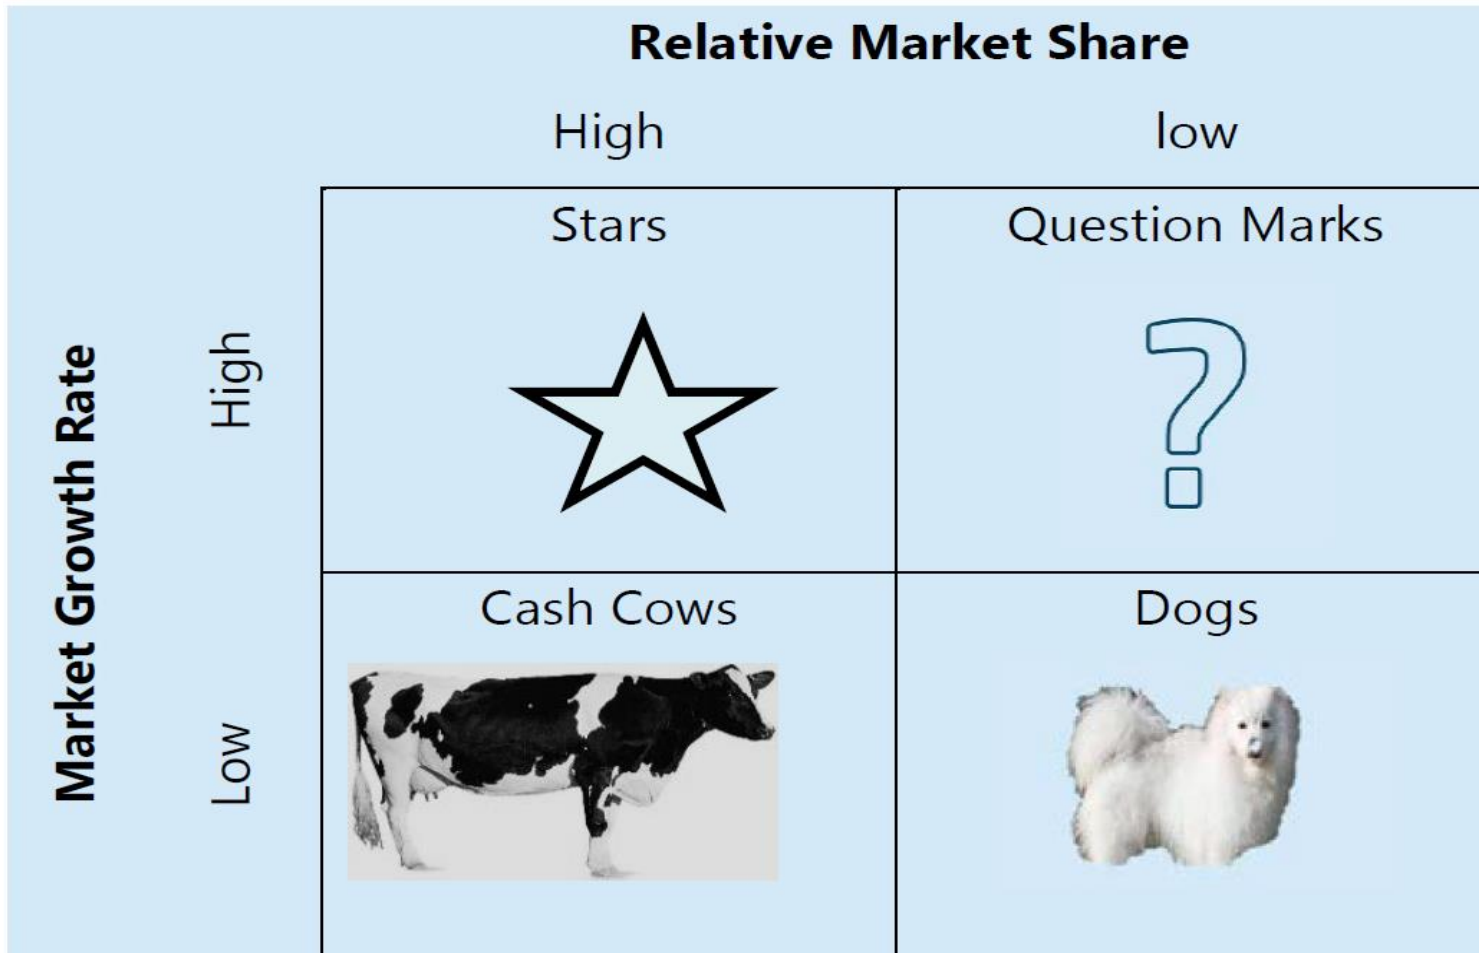 Relative Market Share
High
low
Market Growth Rate
High
Stars
Question Marks
?
Low
Cash Cows
Dogs